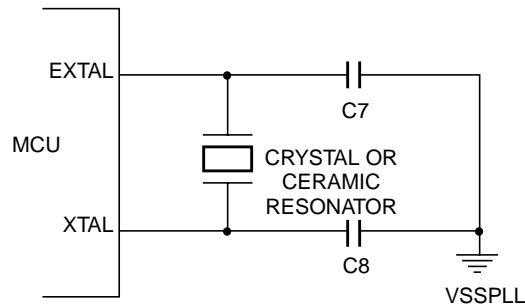 EXTAL
C7
MCU
CRYSTAL OR
CERAMIC
RESONATOR
XTAL
C8
VSSPLL